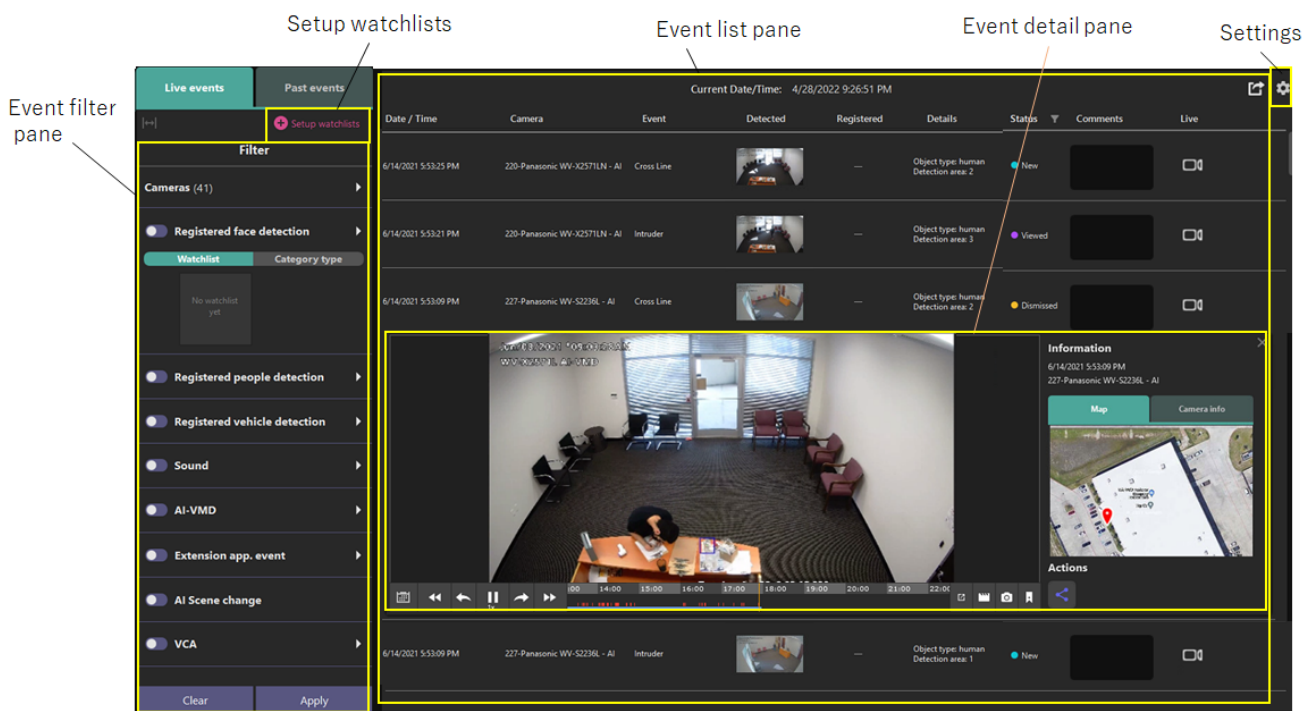 Setup watchlists
Event list pane
Event detail pane
Settings
Event filter
pane
Live events
Past events
Setup watchlists
Filter
Cameras (41)
Registered face detection
Watchlist
Category type
No watchlist
yet
Registered people detection
Registered vehicle detection
Sound
AI-VMD
Extension app. event
AI Scene change
VCA
Clear
Apply
Current Date/Time: 4/28/2022 9:26:51 PM
Date / Time
Camera
Event
Detected
Registered
Details
Status
Comments
Live
6/14/2021 5:53:25 PM
220-Panasonic WV-X2571LN - AI
Cross Line
—
Object type: human
Detection area: 2
New
6/14/2021 5:53:21 PM
220-Panasonic WV-X2571LN - AI
Intruder
—
Object type: human
Detection area: 3
Viewed
6/14/2021 5:53:09 PM
227-Panasonic WV-S2236L - AI
Cross Line
—
Object type: human
Detection area: 2
Dismissed
Information
6/14/2021 5:53:09 PM
227-Panasonic WV-S2236L - AI
Map
Camera info
Actions
1x
:00 14:00 15:00 16:00 17:00 18:00 19:00 20:00 21:00
6/14/2021 5:53:09 PM
227-Panasonic WV-S2236L - AI
Intruder
—
Object type: human
Detection area: 1
New